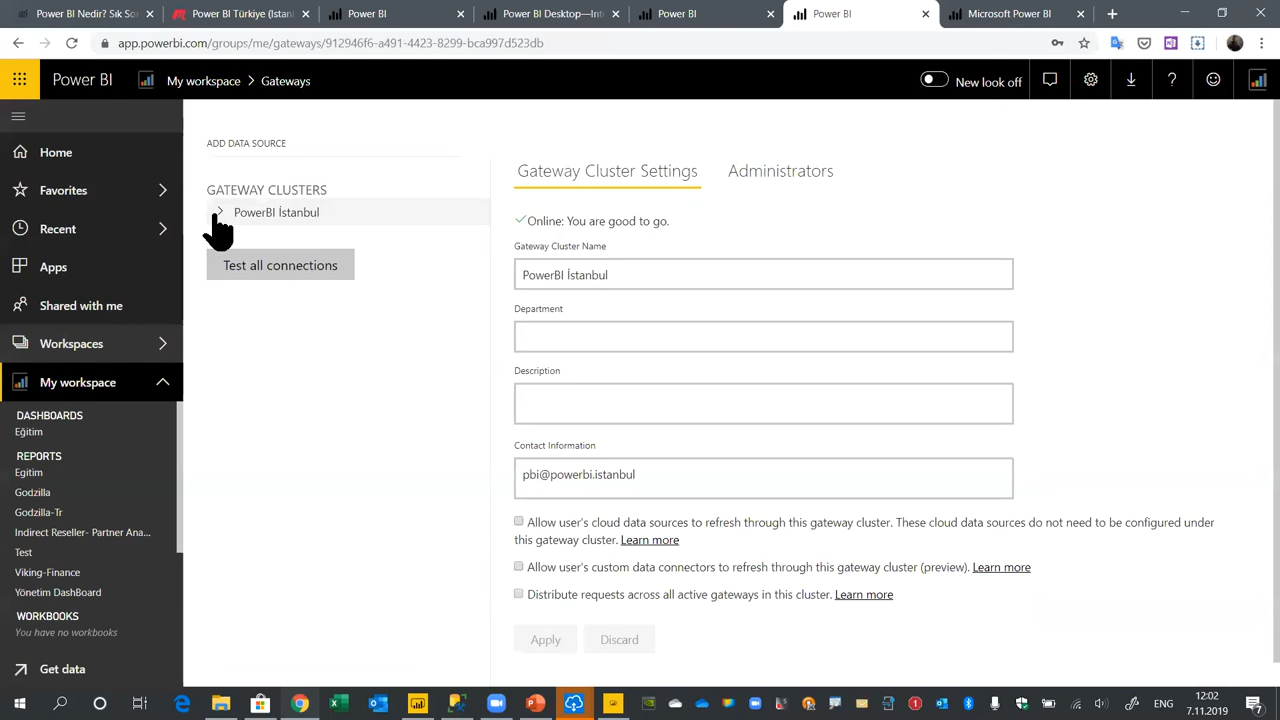 Power BI Nedir? Sık Sor
Power BI Türkiye (İstan
Power BI
Power BI Desktop—Int
Power BI
Power BI
Microsoft Power BI
app.powerbi.com/groups/me/gateways/912946f6-a491-4423-8299-bca997d523db
Power BI
My workspace > Gateways
New look off
Home
Favorites
Recent
Apps
Shared with me
Workspaces
My workspace
DASHBOARDS
Eğitim
REPORTS
Egitim
Godzilla
Godzilla-Tr
Indirect Reseller- Partner Ana...
Test
Viking-Finance
Yönetim DashBoard
WORKBOOKS
You have no workbooks
Get data
ADD DATA SOURCE
GATEWAY CLUSTERS
PowerBI İstanbul
Test all connections
Gateway Cluster Settings
Administrators
Online: You are good to go.
Gateway Cluster Name
PowerBI İstanbul
Department
Description
Contact Information
pbi@powerbi.istanbul
Allow user's cloud data sources to refresh through this gateway cluster. These cloud data sources do not need to be configured under
this gateway cluster. Learn more
Allow user's custom data connectors to refresh through this gateway cluster (preview). Learn more
Distribute requests across all active gateways in this cluster. Learn more
Apply
Discard
ENG
12:02
7.11.2019
7